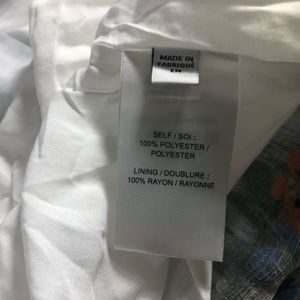 MADE IN
FABRIQUÉ
EN
SELF / SOI :
100% POLYESTER /
POLYESTER
LINING / DOUBLURE :
100% RAYON / RAYONNE